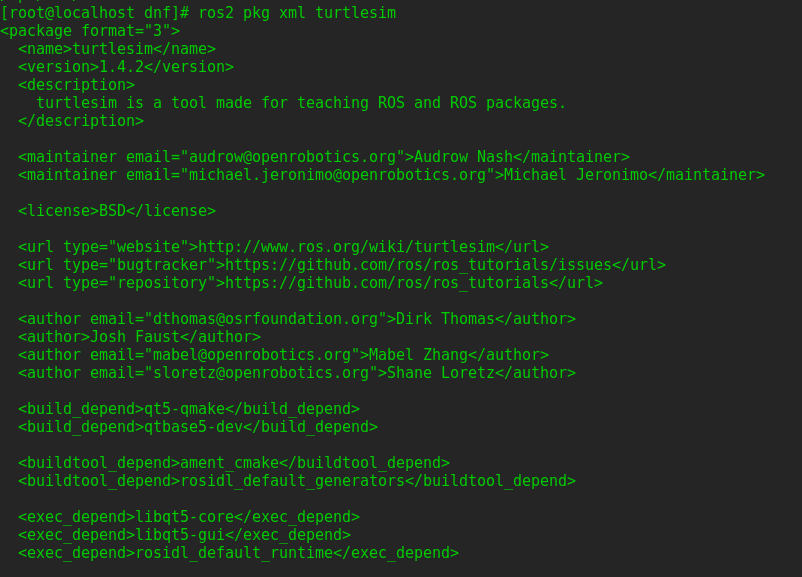 [root@localhost dnf]# ros2 pkg xml turtlesim
<package format="3">
  <name>turtlesim</name>
  <version>1.4.2</version>
  <description>
    turtlesim is a tool made for teaching ROS and ROS packages.
  </description>

  <maintainer email="audrow@openrobotics.org">Audrow Nash</maintainer>
  <maintainer email="michael.jeronimo@openrobotics.org">Michael Jeronimo</maintainer>

  <license>BSD</license>

  <url type="website">http://www.ros.org/wiki/turtlesim</url>
  <url type="bugtracker">https://github.com/ros/ros_tutorials/issues</url>
  <url type="repository">https://github.com/ros/ros_tutorials</url>

  <author email="dthomas@osrfoundation.org">Dirk Thomas</author>
  <author>Josh Faust</author>
  <author email="mabel@openrobotics.org">Mabel Zhang</author>
  <author email="sloretz@openrobotics.org">Shane Loretz</author>

  <build_depend>qt5-qmake</build_depend>
  <build_depend>qtbase5-dev</build_depend>

  <buildtool_depend>ament_cmake</buildtool_depend>
  <buildtool_depend>rosidl_default_generators</buildtool_depend>

  <exec_depend>libqt5-core</exec_depend>
  <exec_depend>libqt5-gui</exec_depend>
  <exec_depend>rosidl_default_runtime</exec_depend>